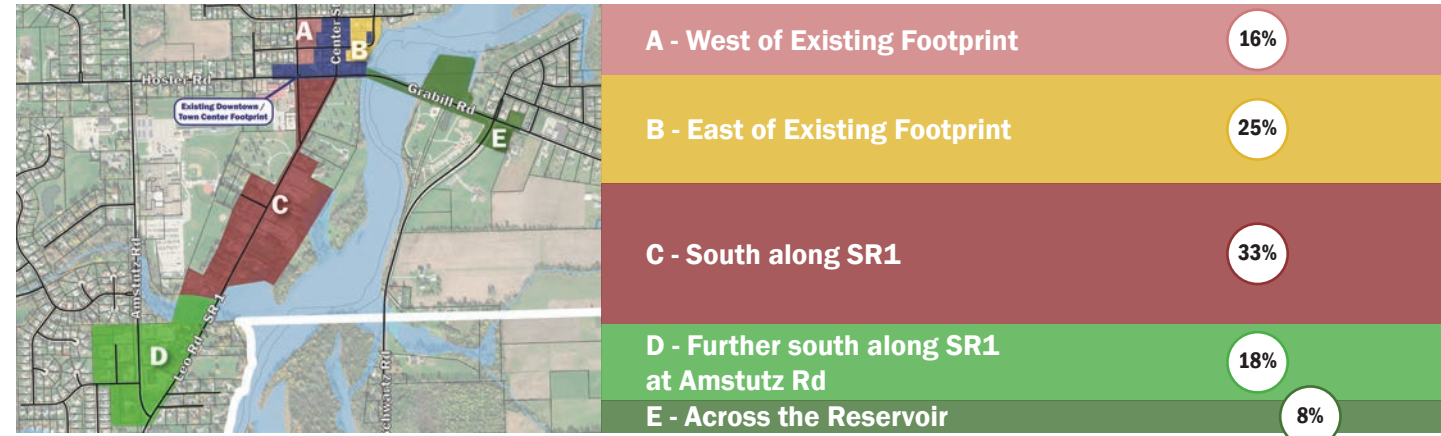 A
Center S
B
Hosler Rd
Existing Downtown /
Town Center Footprint
Grabill Rd
E
C
Amstutz Rd
Leo Rd / SR-1
D
chwartz Rd
A - West of Existing Footprint
16%
B - East of Existing Footprint
25%
C - South along SR1
33%
D - Further south along SR1
at Amstutz Rd
18%
E - Across the Reservoir
8%